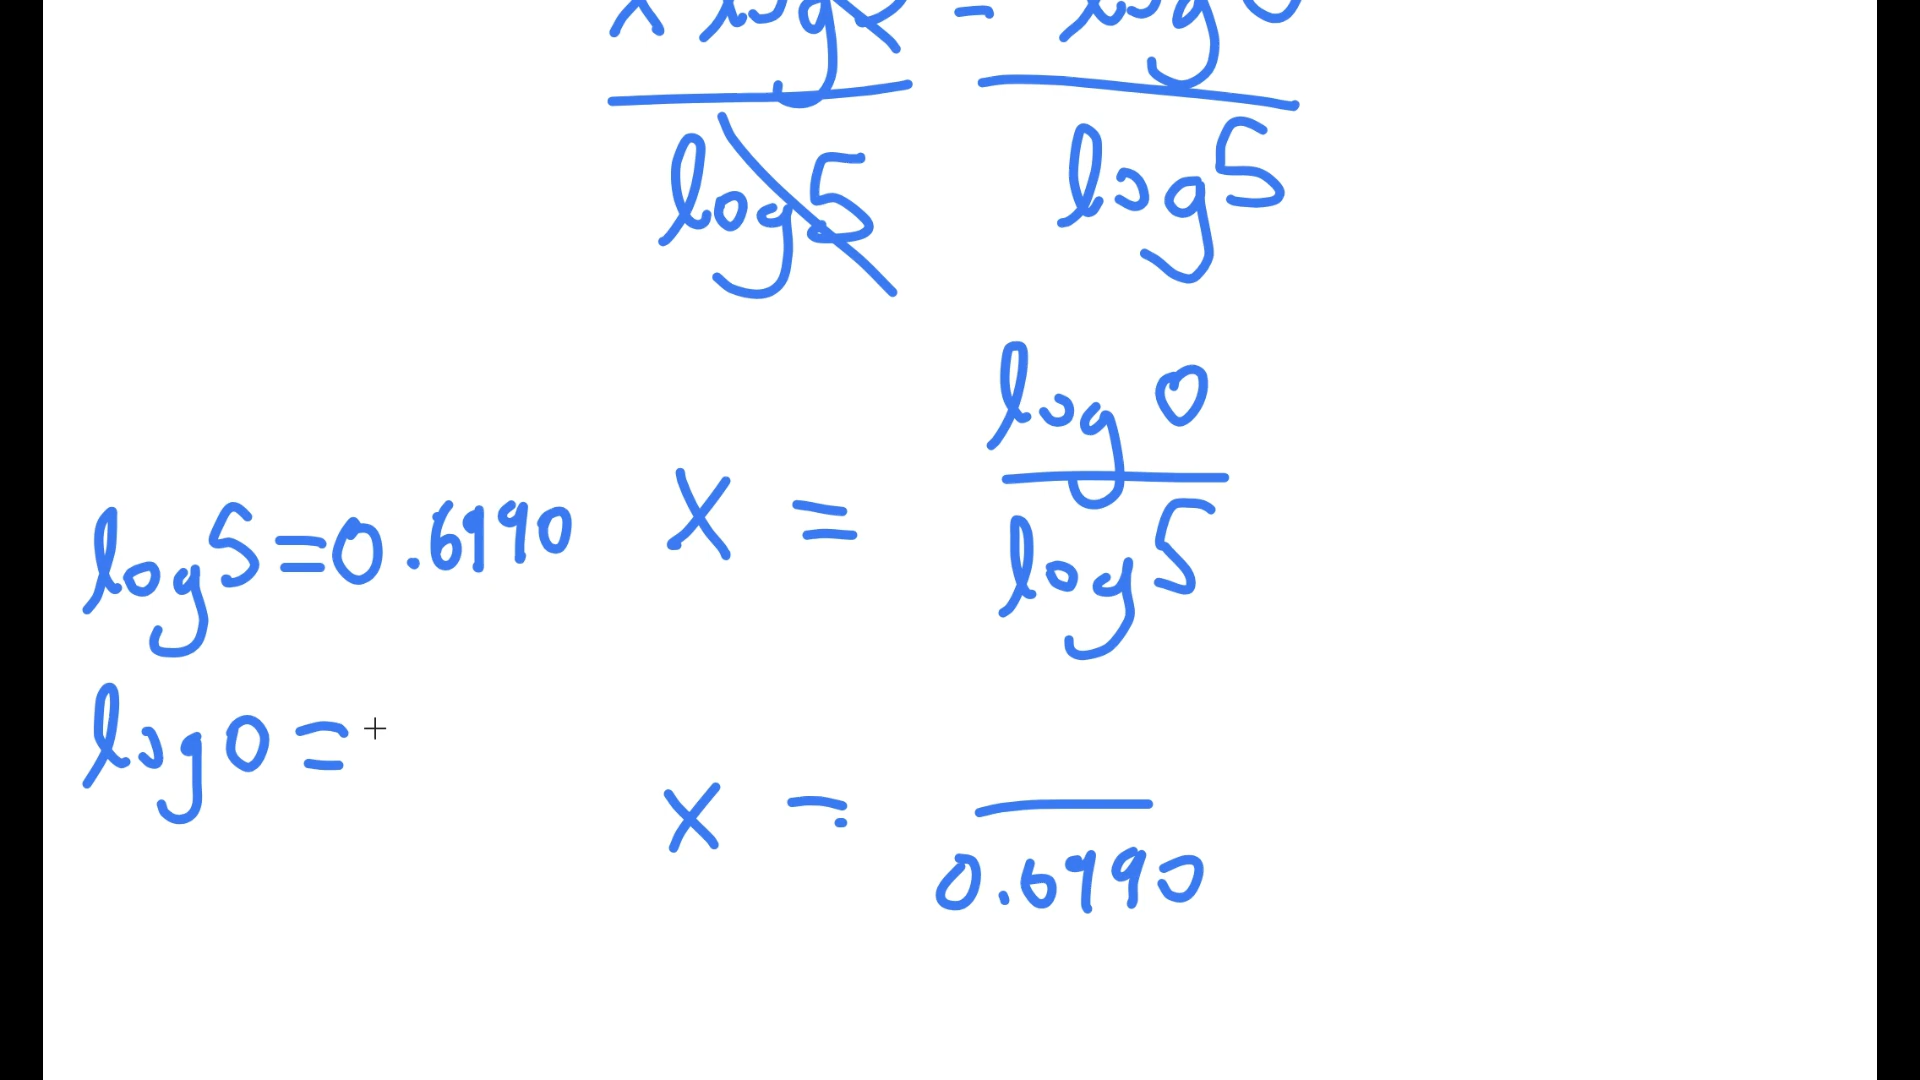 x log5 = log0
log5 log5
x = log0
log5=0.6990 log5
log0=
x =
0.6990